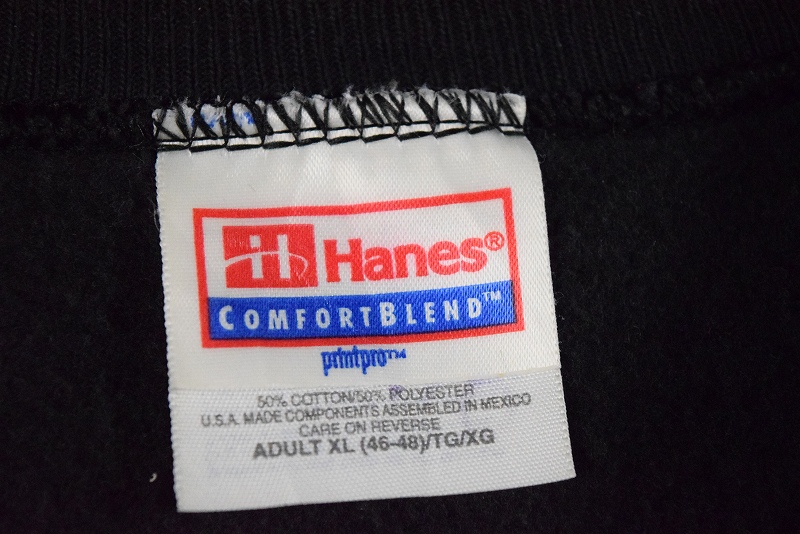 Hanes®
COMFORTBLEND™
printpro™
50% COTTON/50% POLYESTER
U.S.A. MADE COMPONENTS ASSEMBLED IN MEXICO
CARE ON REVERSE
ADULT XL (46-48)/TG/XG